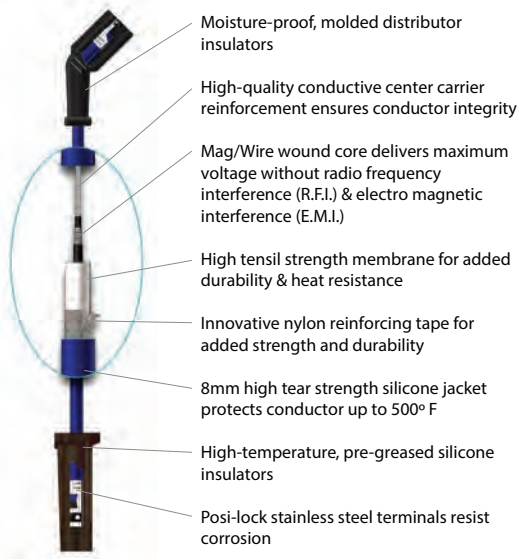 Moisture-proof, molded distributor
insulators
High-quality conductive center carrier
reinforcement ensures conductor integrity
Mag/Wire wound core delivers maximum
voltage without radio frequency
interference (R.F.I.) & electro magnetic
interference (E.M.I.)
High tensil strength membrane for added
durability & heat resistance
Innovative nylon reinforcing tape for
added strength and durability
8mm high tear strength silicone jacket
protects conductor up to 500º F
High-temperature, pre-greased silicone
insulators
Posi-lock stainless steel terminals resist
corrosion